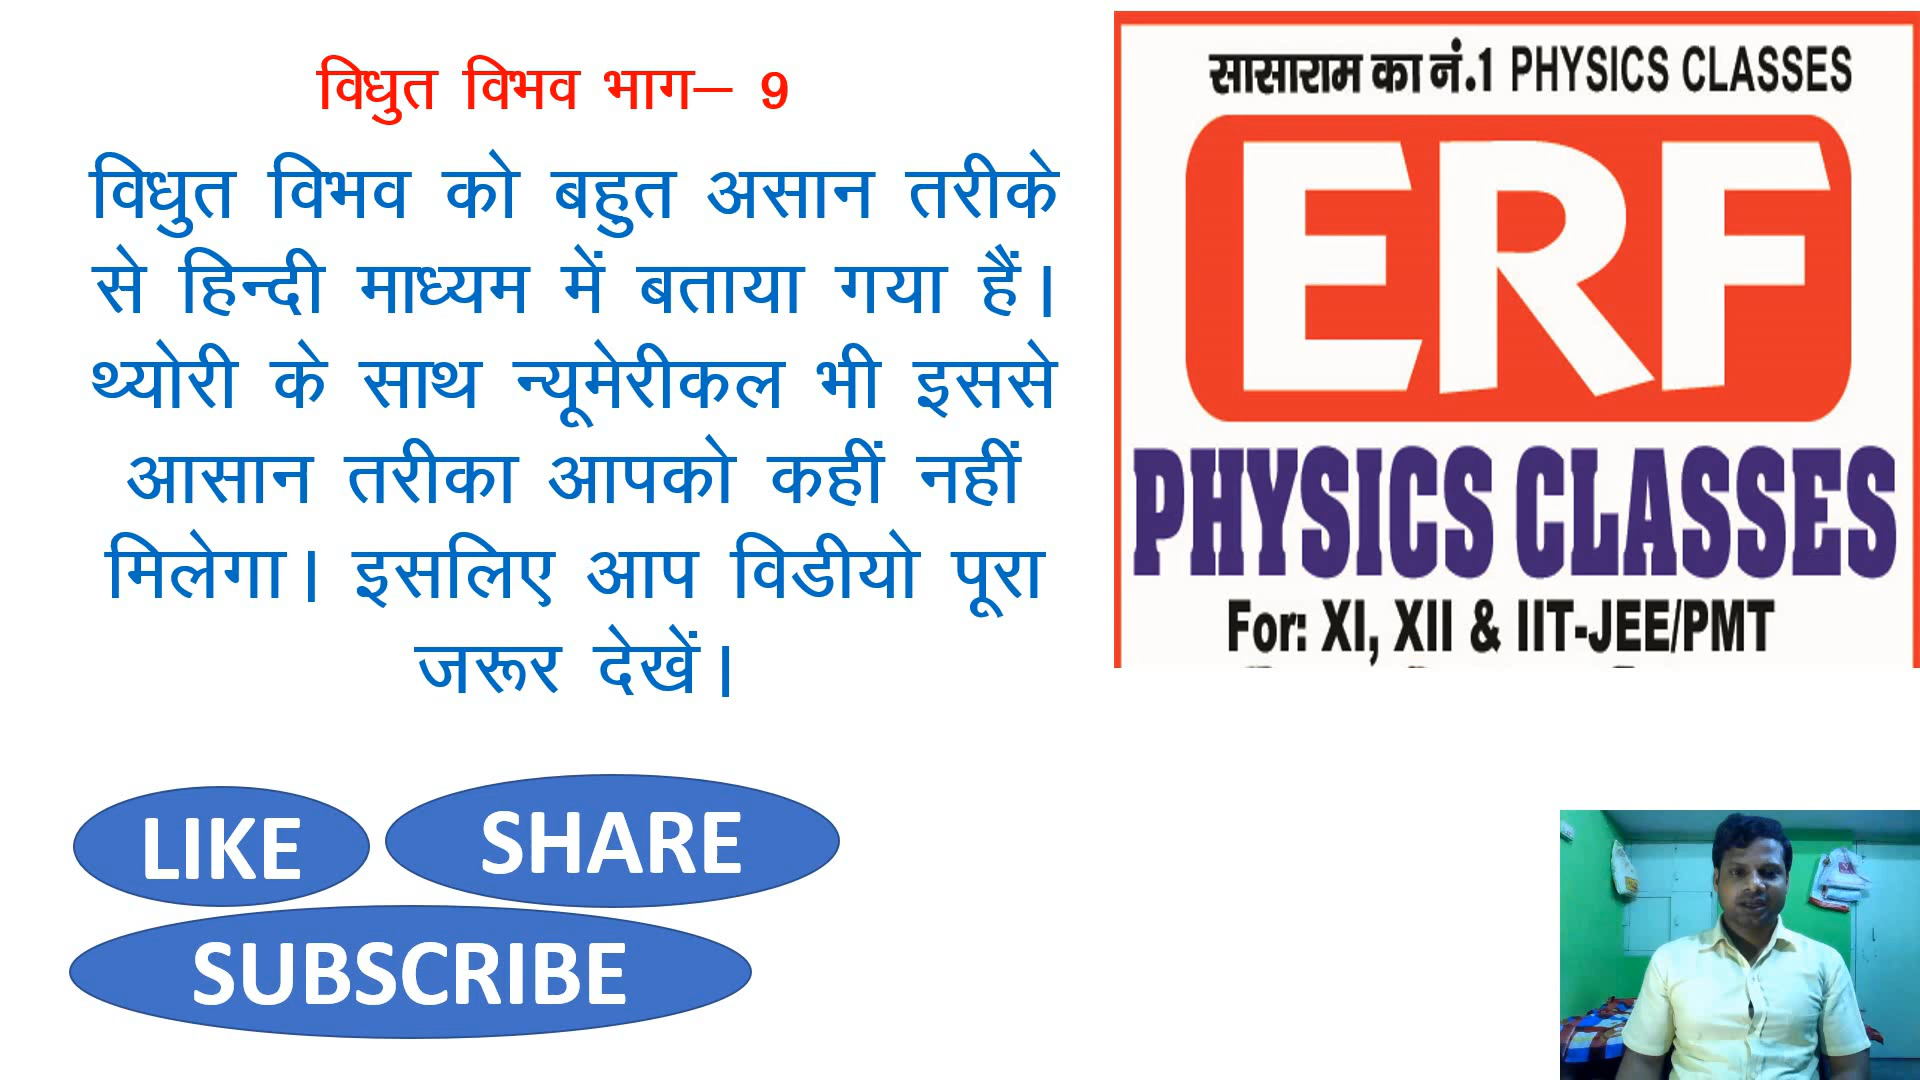 विधुत विभव भाग– 9
विधुत विभव को बहुत असान तरीके
से हिन्दी माध्यम में बताया गया हैं।
थ्योरी के साथ न्यूमेरीकल भी इससे
आसान तरीका आपको कहीं नहीं
मिलेगा। इसलिए आप विडीयो पूरा
जरूर देखें।
LIKE
SHARE
SUBSCRIBE
सासाराम का नं.1 PHYSICS CLASSES
ERF
PHYSICS CLASSES
For: XI, XII & IIT-JEE/PMT